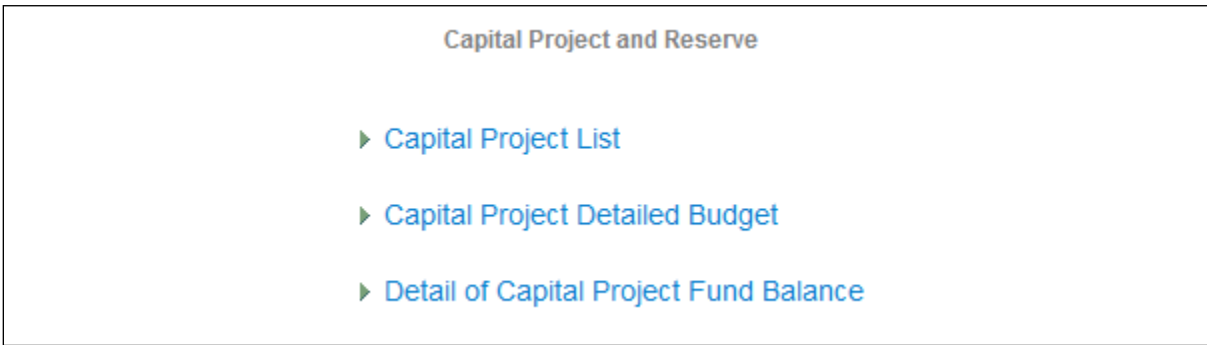 Capital Project and Reserve
Capital Project List
Capital Project Detailed Budget
Detail of Capital Project Fund Balance